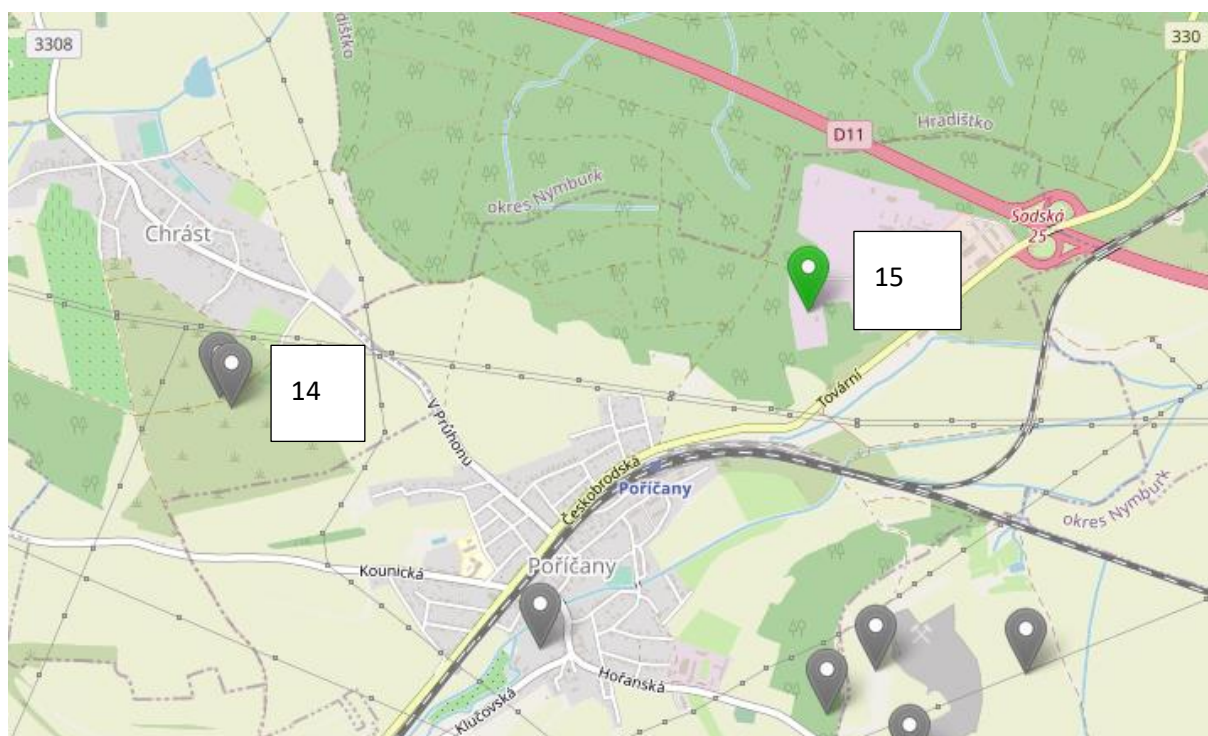 3308
dišťko
330
D11
Hradištko
okres Nymburk
Sadská
25
Chrást
15
14
V Průhonu
Tovární
Českobrodská
Poříčany
okres Nymburk
Kounická
Poříčany
Hořanská
Klučovská